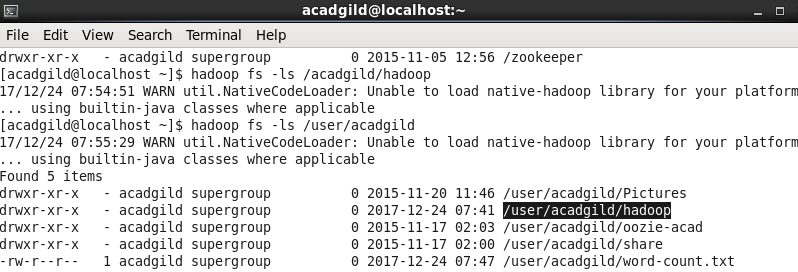 acadgild@localhost:~
File Edit View Search Terminal Help
drwxr-xr-x   - acadgild supergroup          0 2015-11-05 12:56 /zookeeper
[acadgild@localhost ~]$ hadoop fs -ls /acadgild/hadoop
17/12/24 07:54:51 WARN util.NativeCodeLoader: Unable to load native-hadoop library for your platform
... using builtin-java classes where applicable
[acadgild@localhost ~]$ hadoop fs -ls /user/acadgild
17/12/24 07:55:29 WARN util.NativeCodeLoader: Unable to load native-hadoop library for your platform
... using builtin-java classes where applicable
Found 5 items
drwxr-xr-x   - acadgild supergroup          0 2015-11-20 11:46 /user/acadgild/Pictures
drwxr-xr-x   - acadgild supergroup          0 2017-12-24 07:41 /user/acadgild/hadoop
drwxr-xr-x   - acadgild supergroup          0 2015-11-17 02:03 /user/acadgild/oozie-acad
drwxr-xr-x   - acadgild supergroup          0 2015-11-17 02:00 /user/acadgild/share
-rw-r--r--   1 acadgild supergroup          0 2017-12-24 07:47 /user/acadgild/word-count.txt